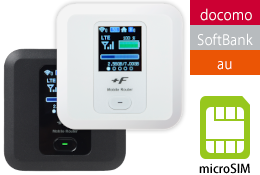 docomo
SoftBank
au
LTE
+F
Mobile Router
microSIM